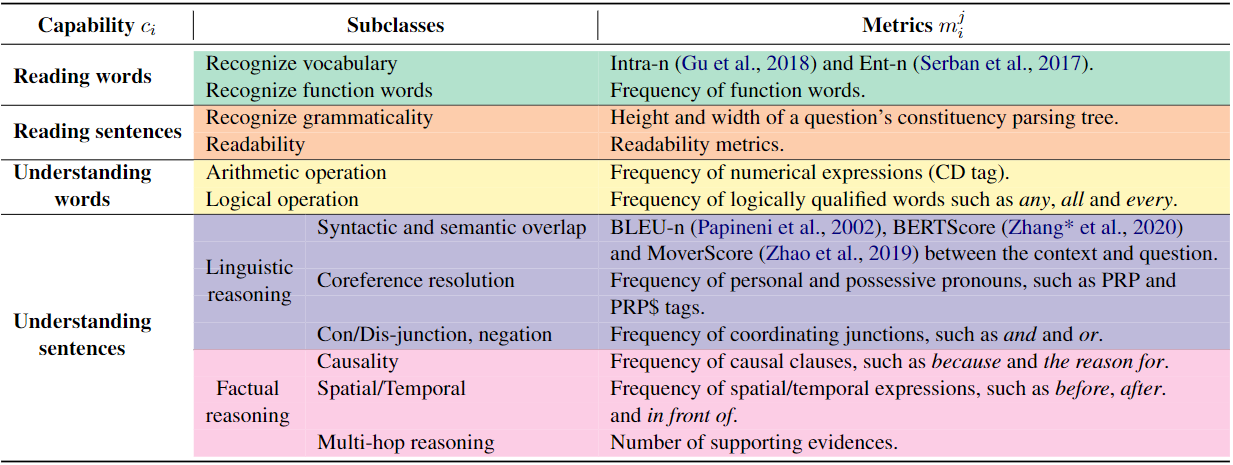 Capability c_i Subclasses Metrics m_i^j
Reading words
Recognize vocabulary Intra-n (Gu et al., 2018) and Ent-n (Serban et al., 2017).
Recognize function words Frequency of function words.
Reading sentences
Recognize grammaticality Height and width of a question's constituency parsing tree.
Readability Readability metrics.
Understanding
words
Arithmetic operation Frequency of numerical expressions (CD tag).
Logical operation Frequency of logically qualified words such as any, all and every.
Understanding
sentences
Linguistic
reasoning
Syntactic and semantic overlap BLEU-n (Papineni et al., 2002), BERTScore (Zhang* et al., 2020)
and MoverScore (Zhao et al., 2019) between the context and question.
Coreference resolution Frequency of personal and possessive pronouns, such as PRP and
PRP$ tags.
Con/Dis-junction, negation Frequency of coordinating junctions, such as and and or.
Factual
reasoning
Causality Frequency of causal clauses, such as because and the reason for.
Spatial/Temporal Frequency of spatial/temporal expressions, such as before, after.
and in front of.
Multi-hop reasoning Number of supporting evidences.